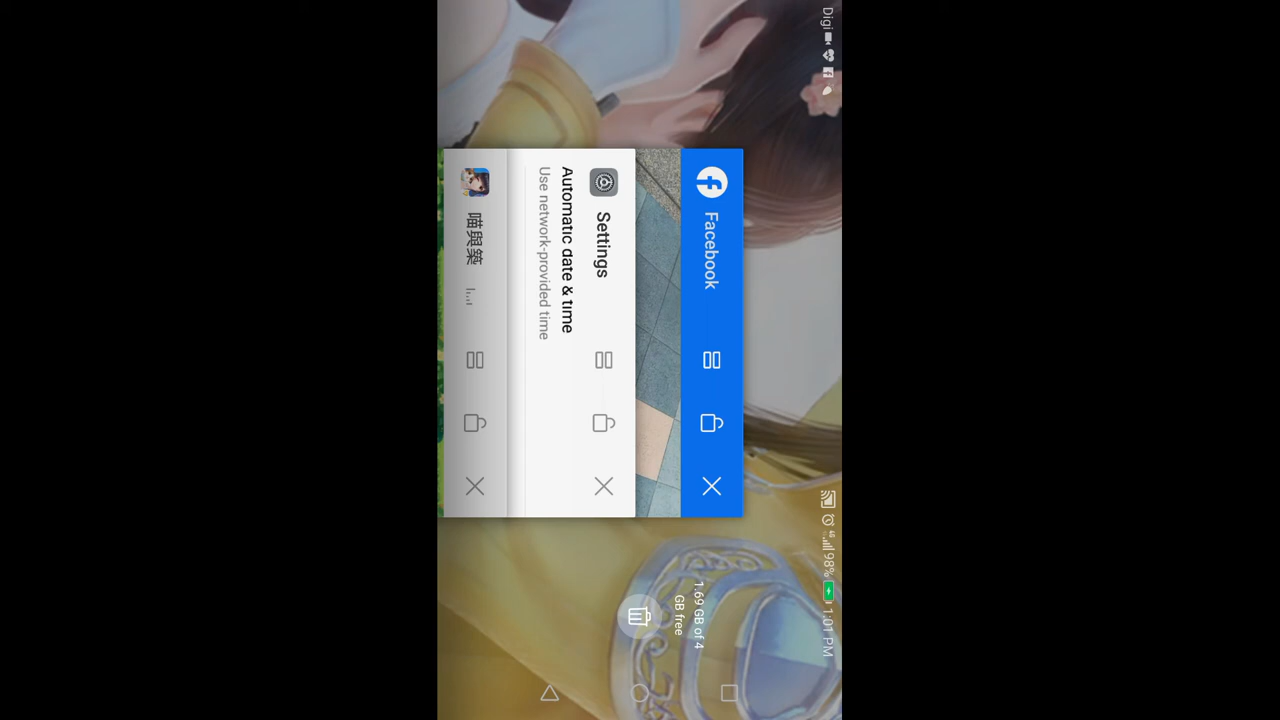 Digi
98%
1:01 PM
Facebook
Settings
Automatic date & time
Use network-provided time
喵與築
1.69 GB of 4
GB free